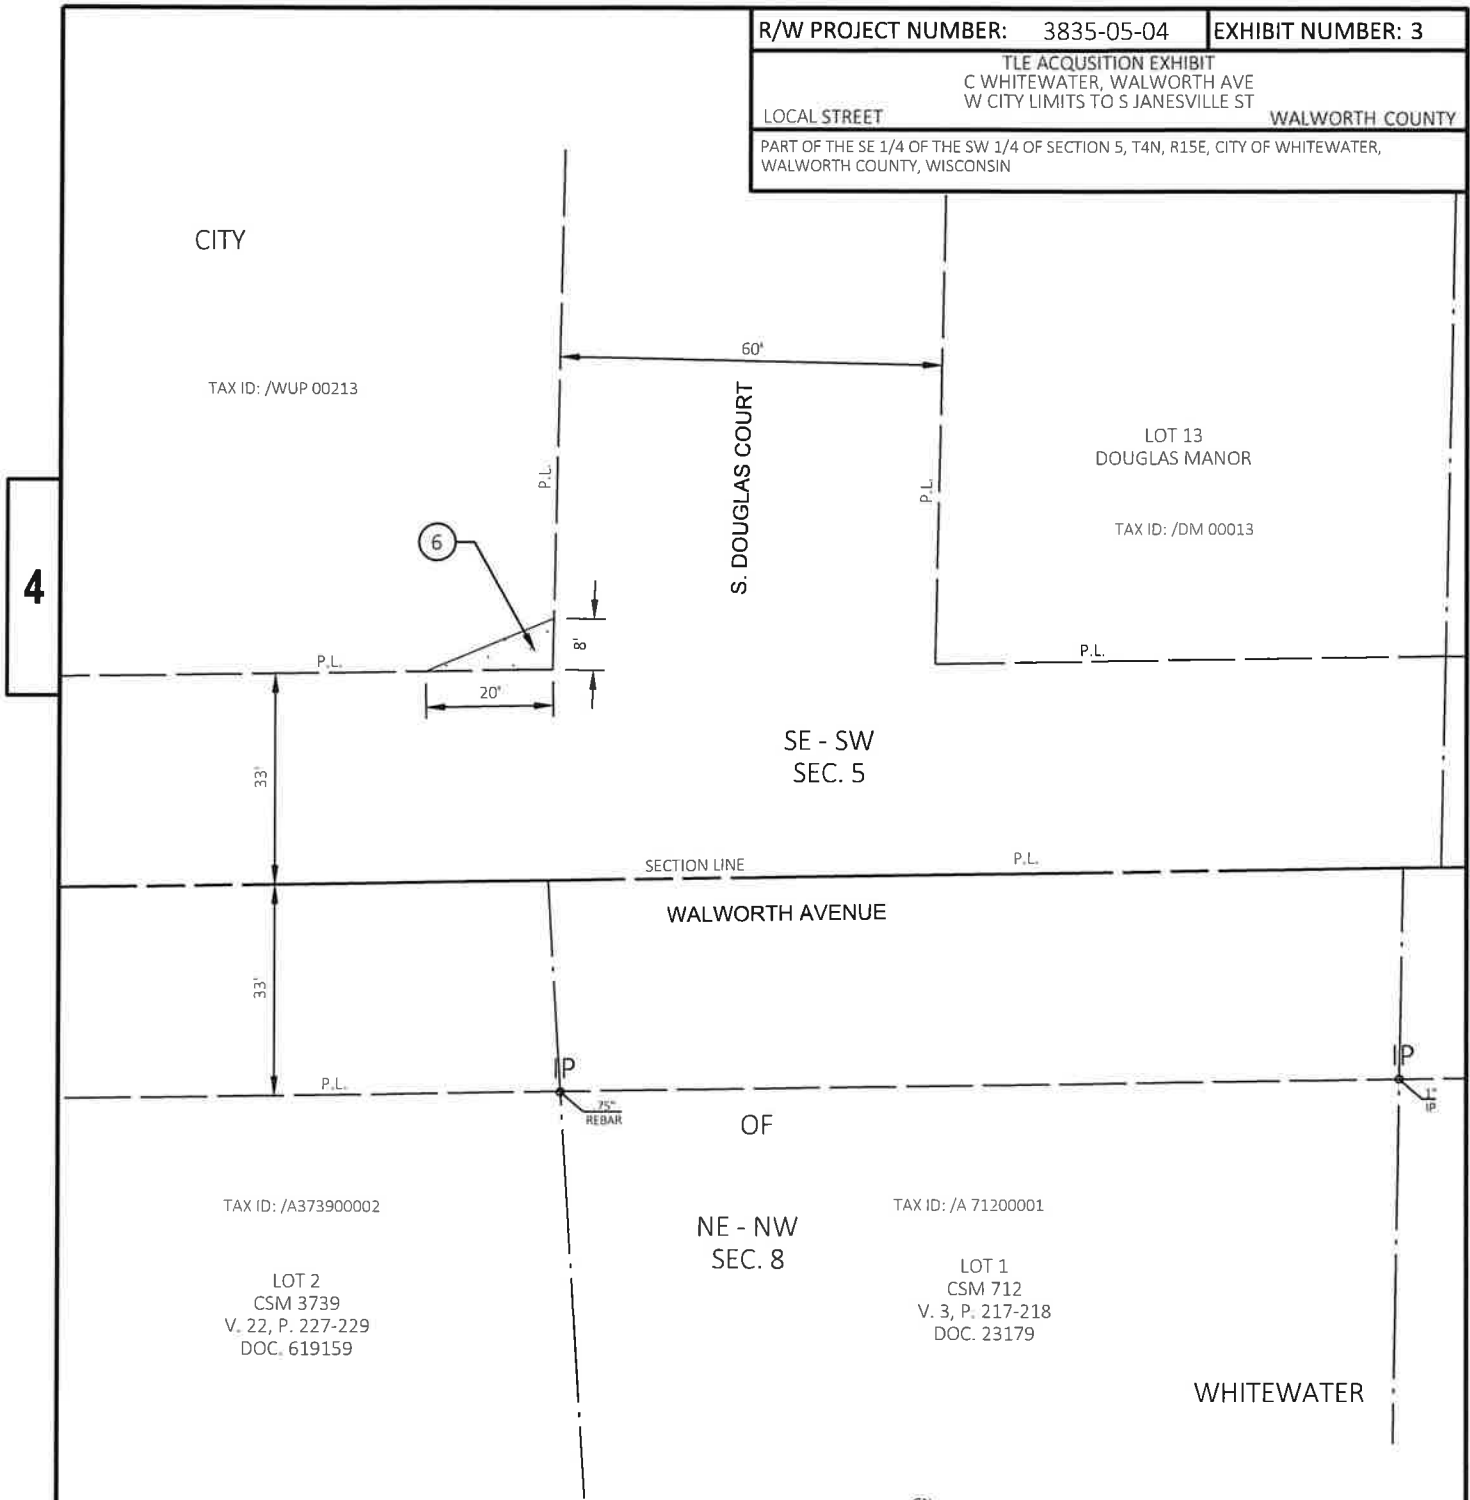 R/W PROJECT NUMBER: 3835-05-04 EXHIBIT NUMBER: 3
TLE ACQUSITION EXHIBIT
C WHITEWATER, WALWORTH AVE
W CITY LIMITS TO S JANESVILLE ST
LOCAL STREET WALWORTH COUNTY
PART OF THE SE 1/4 OF THE SW 1/4 OF SECTION 5, T4N, R15E, CITY OF WHITEWATER,
WALWORTH COUNTY, WISCONSIN
CITY
60'
TAX ID: /WUP 00213
S. DOUGLAS COURT
LOT 13
DOUGLAS MANOR
P.L.
P.L.
TAX ID: /DM 00013
6
4
8'
P.L.
P.L.
20'
SE - SW
SEC. 5
33'
SECTION LINE
P.L.
WALWORTH AVENUE
33'
IP
IP
P.L.
.75"
REBAR
1"
IP
OF
TAX ID: /A373900002
TAX ID: /A 71200001
NE - NW
SEC. 8
LOT 2
CSM 3739
V. 22, P. 227-229
DOC. 619159
LOT 1
CSM 712
V. 3, P. 217-218
DOC. 23179
WHITEWATER